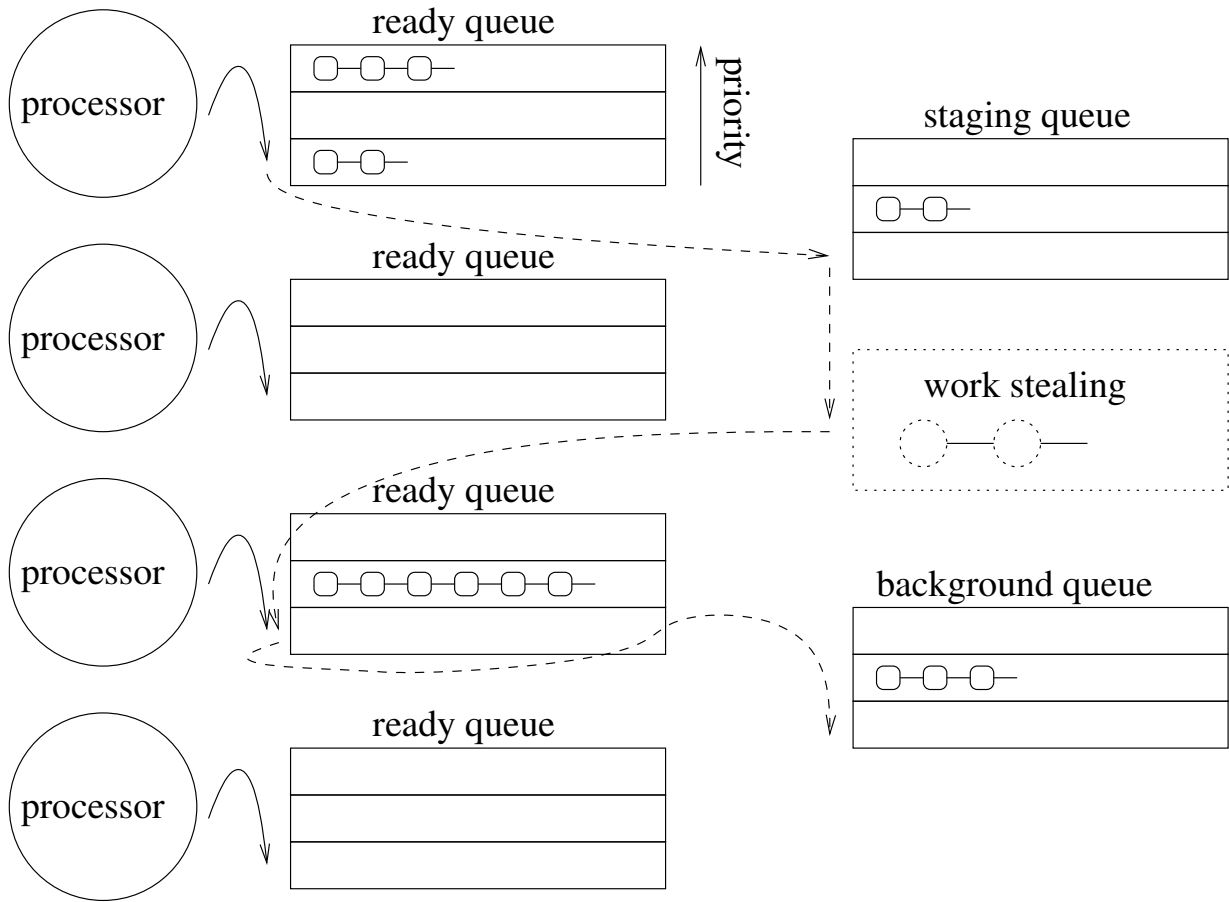 ready queue
processor
priority
staging queue
ready queue
processor
work stealing
ready queue
processor
background queue
ready queue
processor